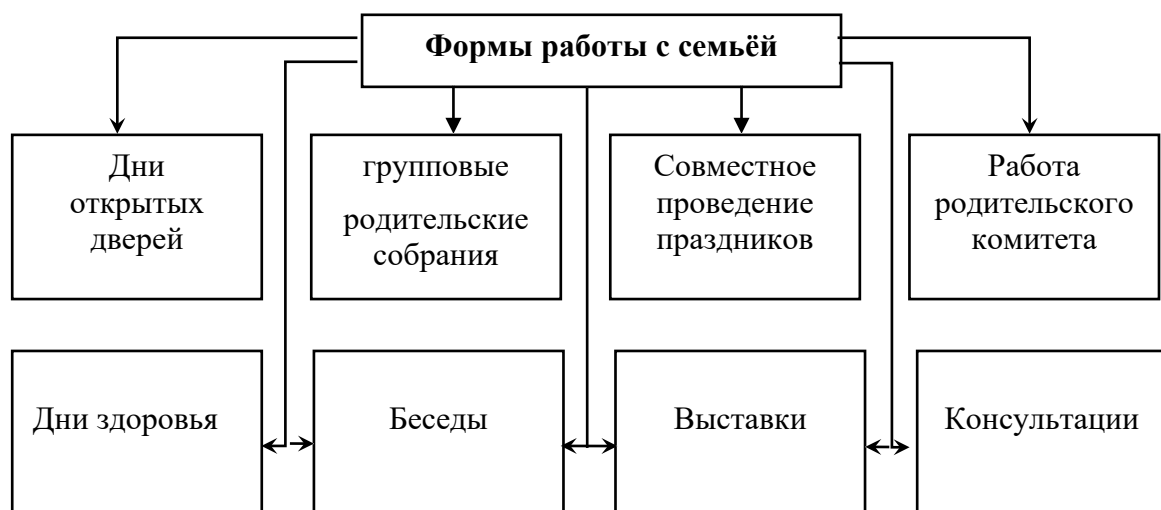 Формы работы с семьёй
Дни
открытых
дверей
групповые
родительские
собрания
Совместное
проведение
праздников
Работа
родительского
комитета
Дни здоровья
Беседы
Выставки
Консультации